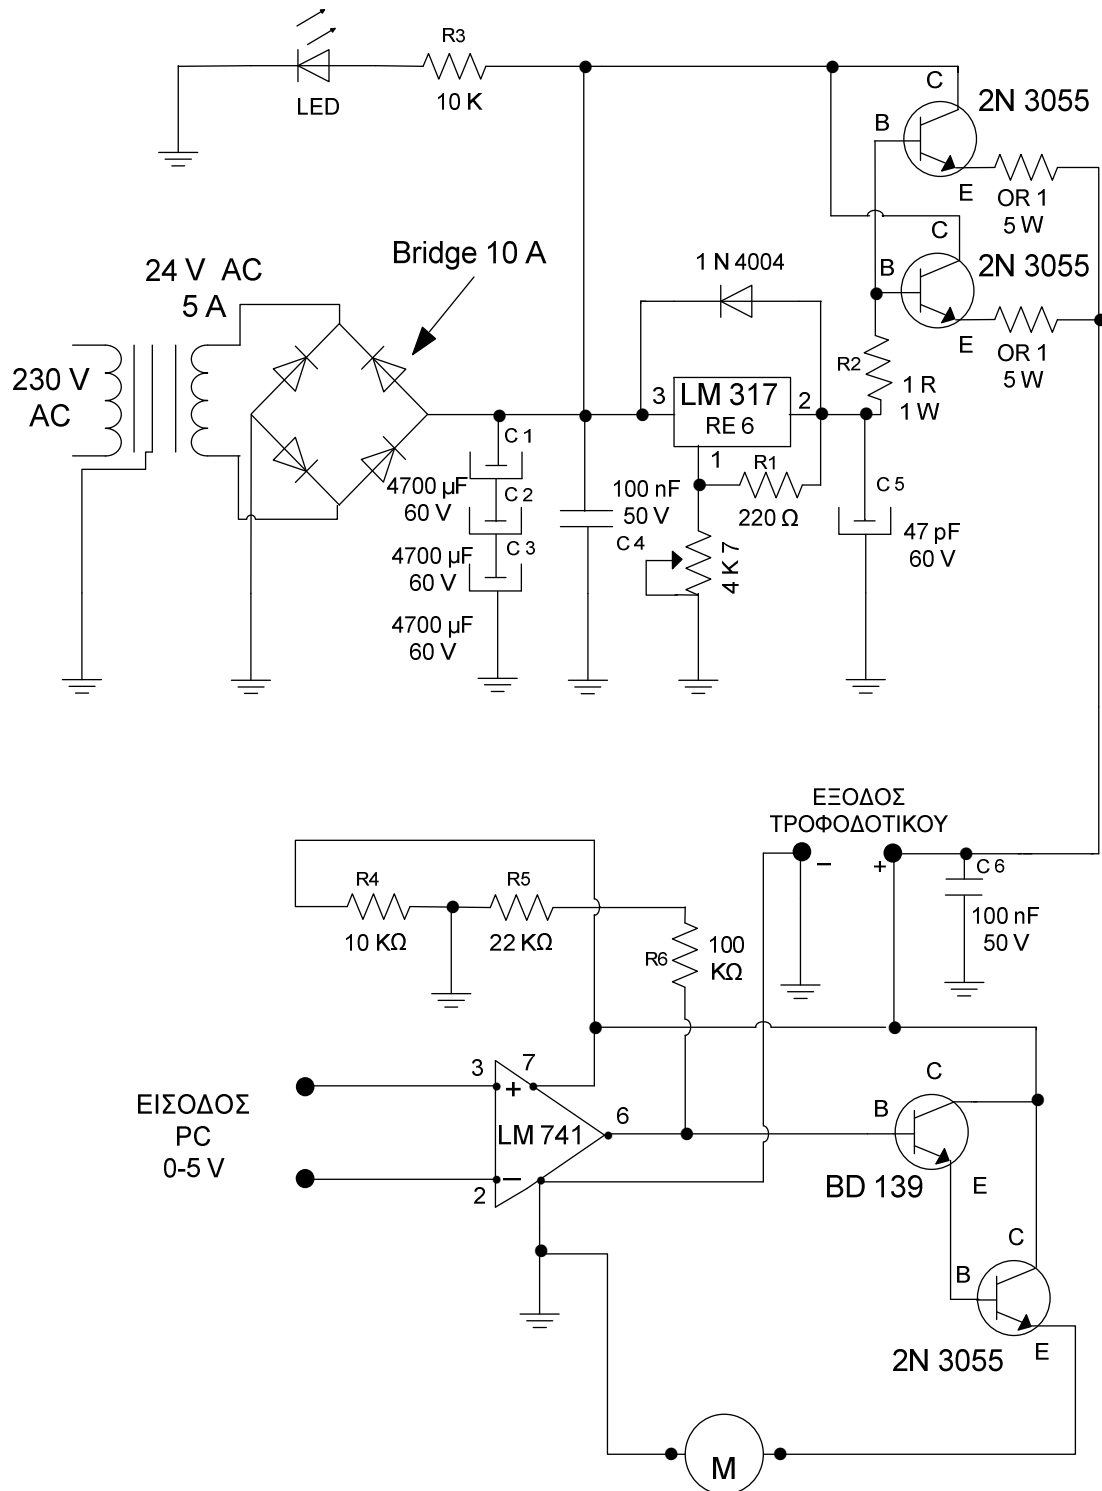 R3
10 K
LED
C
2N 3055
B
E
OR 1
5 W
C
2N 3055
B
E
OR 1
5 W
24 V AC
5 A
Bridge 10 A
1 N 4004
230 V
AC
3
LM 317
RE 6
2
1
R2
1 R
1 W
R1
220 Ω
C 1
4700 μF
60 V
C 2
4700 μF
60 V
C 3
4700 μF
60 V
100 nF
50 V
C 4
4 K 7
C 5
47 pF
60 V
ΕΞΟΔΟΣ
ΤΡΟΦΟΔΟΤΙΚΟΥ
−
+
C 6
100 nF
50 V
R4
10 KΩ
R5
22 KΩ
R6
100
KΩ
ΕΙΣΟΔΟΣ
PC
0-5 V
3
7
+
LM 741
6
−
2
C
B
E
BD 139
C
B
E
2N 3055
M